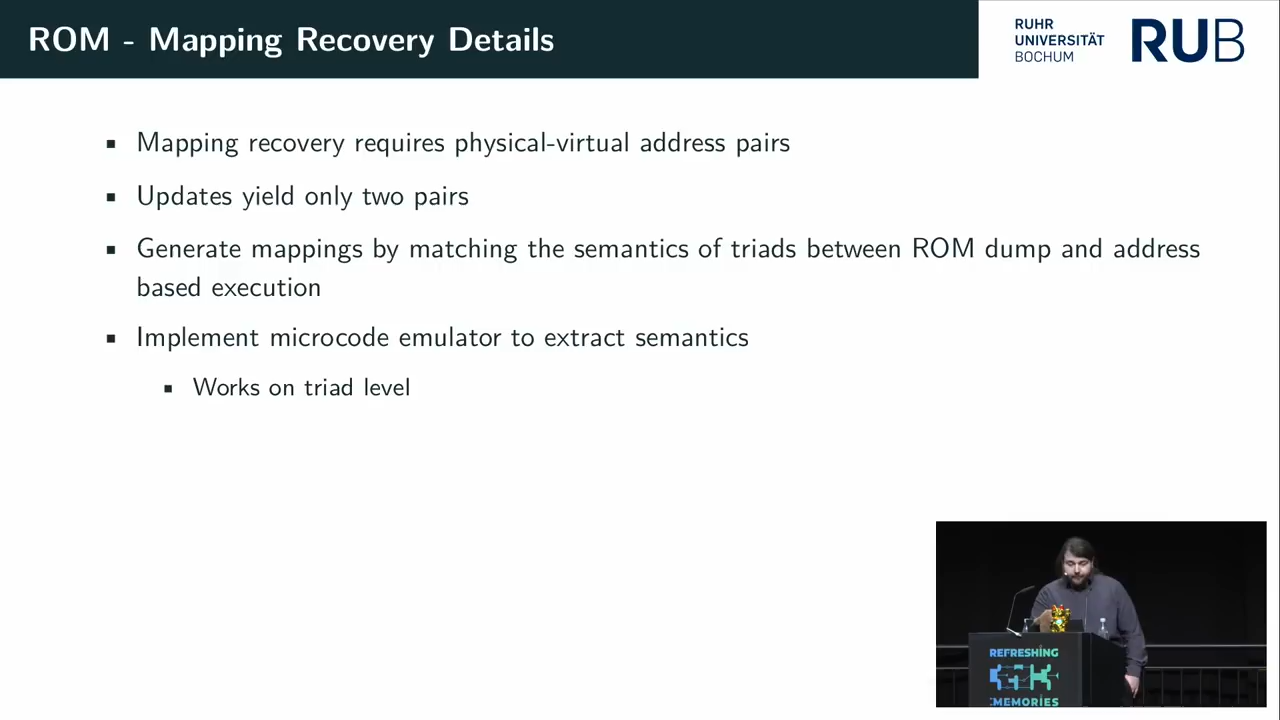 ROM - Mapping Recovery Details
RUHR
UNIVERSITÄT
BOCHUM
RUB
Mapping recovery requires physical-virtual address pairs
Updates yield only two pairs
Generate mappings by matching the semantics of triads between ROM dump and address
based execution
Implement microcode emulator to extract semantics
Works on triad level
REFRESHING
MEMORIES